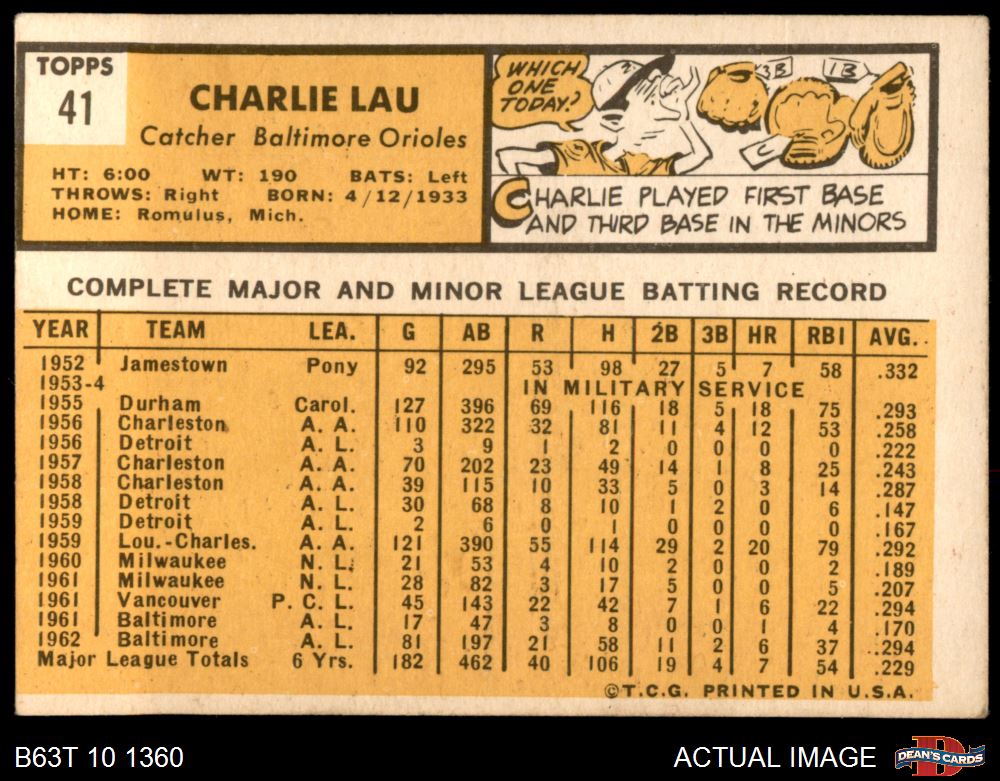 TOPPS
41
CHARLIE LAU
Catcher Baltimore Orioles
HT: 6:00 WT: 190 BATS: Left
THROWS: Right BORN: 4/12/1933
HOME: Romulus, Mich.
WHICH
ONE
TODAY?
3B
1B
C
CHARLIE PLAYED FIRST BASE
AND THIRD BASE IN THE MINORS
COMPLETE MAJOR AND MINOR LEAGUE BATTING RECORD
YEAR TEAM LEA. G AB R H 2B 3B HR RBI AVG.
1952 Jamestown Pony 92 295 53 98 27 5 7 58 .332
1953-4 IN MILITARY SERVICE
1955 Durham Carol. 127 396 69 116 18 5 18 75 .293
1956 Charleston A. A. 110 322 32 81 11 4 12 53 .258
1956 Detroit A. L. 3 9 1 2 0 0 0 0 .222
1957 Charleston A. A. 70 202 23 49 14 1 8 25 .243
1958 Charleston A. A. 39 115 10 33 5 0 3 14 .287
1958 Detroit A. L. 30 68 8 10 1 2 0 6 .147
1959 Detroit A. L. 2 6 0 1 0 0 0 0 .167
1959 Lou.-Charles. A. A. 121 390 55 114 29 2 20 79 .292
1960 Milwaukee N. L. 21 53 4 10 2 0 0 2 .189
1961 Milwaukee N. L. 28 82 3 17 5 0 0 5 .207
1961 Vancouver P. C. L. 45 143 22 42 7 1 6 22 .294
1961 Baltimore A. L. 17 47 3 8 0 0 1 4 .170
1962 Baltimore A. L. 81 197 21 58 11 2 6 37 .294
Major League Totals 6 Yrs. 182 462 40 106 19 4 7 54 .229
©T.C.G. PRINTED IN U.S.A.
B63T 10 1360
ACTUAL IMAGE
D
DEAN'S CARDS